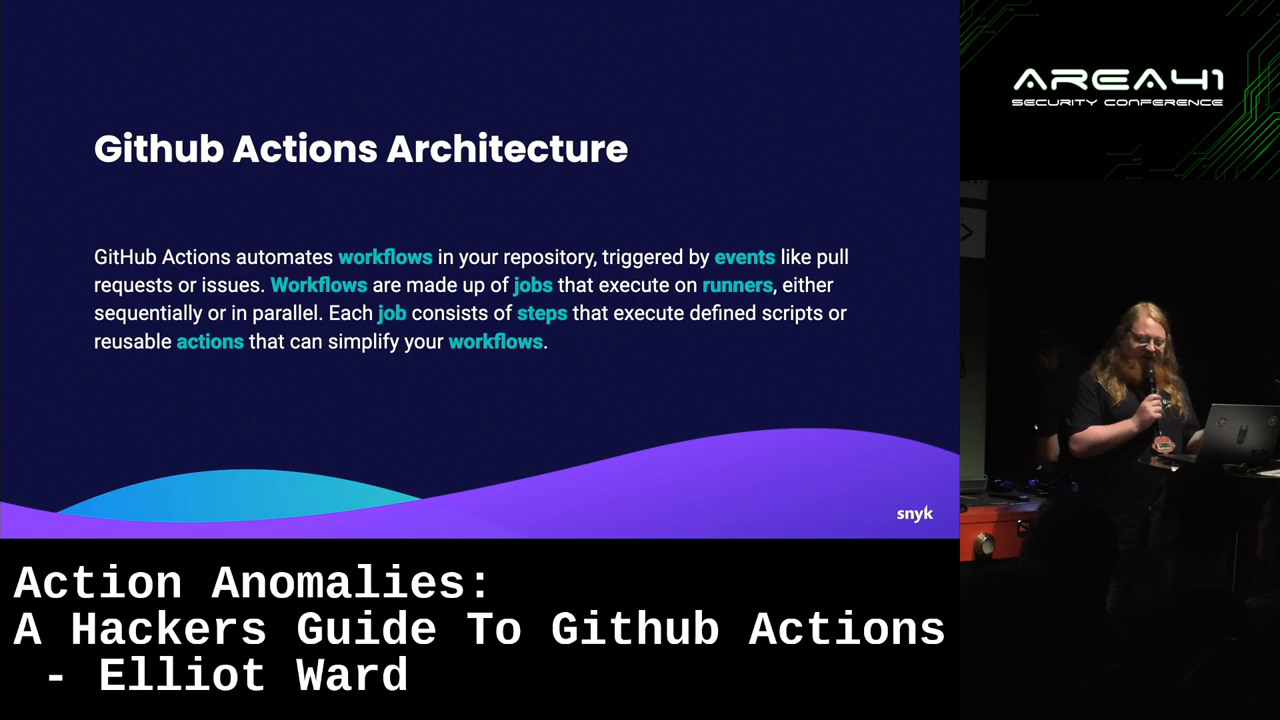 Github Actions Architecture
GitHub Actions automates workflows in your repository, triggered by events like pull
requests or issues. Workflows are made up of jobs that execute on runners, either
sequentially or in parallel. Each job consists of steps that execute defined scripts or
reusable actions that can simplify your workflows.
snyk
AREA41
SECURITY CONFERENCE
Action Anomalies:
A Hackers Guide To Github Actions
- Elliot Ward